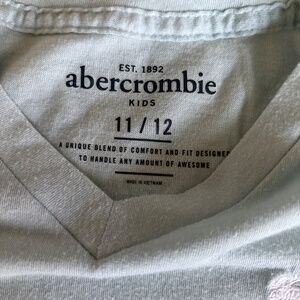 EST. 1892
abercrombie
KIDS
11 / 12
A UNIQUE BLEND OF COMFORT AND FIT DESIGNED
TO HANDLE ANY AMOUNT OF AWESOME
MADE IN VIETNAM